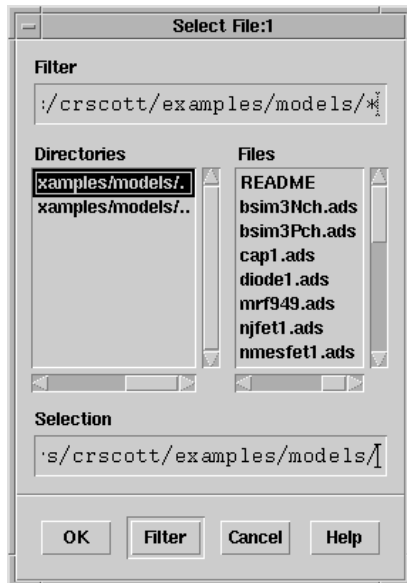 Select File:1
Filter
:/crscott/examples/models/*
Directories
xamples/models/.
xamples/models/..
Files
README
bsim3Nch.ads
bsim3Pch.ads
cap1.ads
diode1.ads
mrf949.ads
njfet1.ads
nmesfet1.ads
Selection
s/crscott/examples/models/
OK Filter Cancel Help